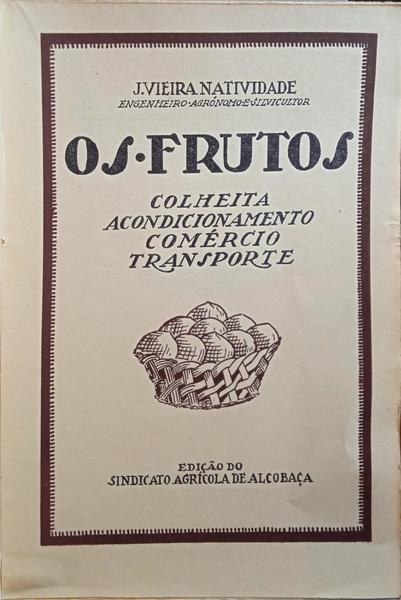 J. VIEIRA NATIVIDADE
ENGENHEIRO-AGRÓNOMO E SILVICULTOR
OS·FRUTOS
COLHEITA
ACONDICIONAMENTO
COMÉRCIO
TRANSPORTE
EDIÇÃO DO
SINDICATO AGRÍCOLA DE ALCOBAÇA